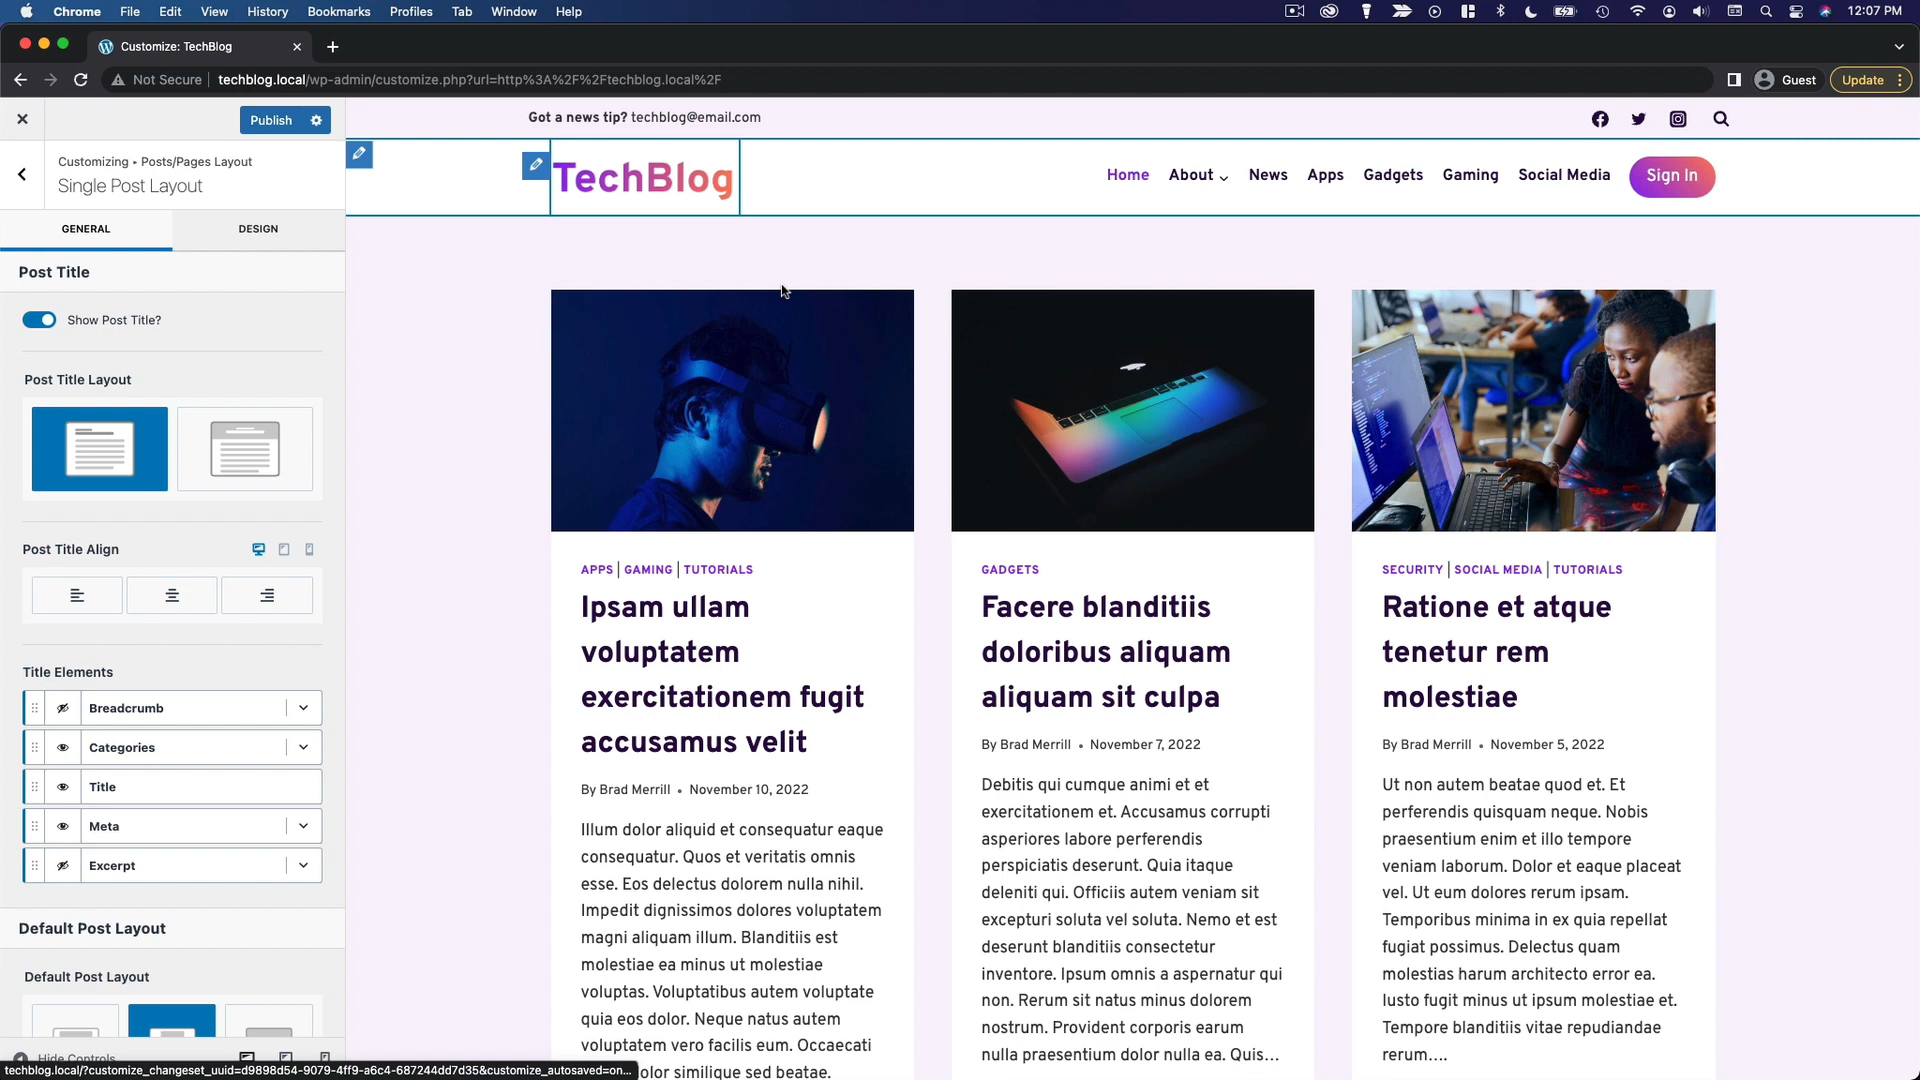 Chrome File Edit View History Bookmarks Profiles Tab Window Help 12:07 PM
Customize: TechBlog
Not Secure techblog.local/wp-admin/customize.php?url=http%3A%2F%2Ftechblog.local%2F Guest Update
Publish
Customizing ▸ Posts/Pages Layout
Single Post Layout
GENERAL DESIGN
Post Title
Show Post Title?
Post Title Layout
Post Title Align
Title Elements
Breadcrumb
Categories
Title
Meta
Excerpt
Default Post Layout
Default Post Layout
Hide Controls
techblog.local/?customize_changeset_uuid=d9898d54-9079-4ff9-a6c4-687244dd7d35&customize_autosaved=on...
Got a news tip? techblog@email.com
TechBlog
Home About News Apps Gadgets Gaming Social Media Sign In
APPS | GAMING | TUTORIALS
Ipsam ullam
voluptatem
exercitationem fugit
accusamus velit
By Brad Merrill • November 10, 2022
Illum dolor aliquid et consequatur eaque
consequatur. Quos et veritatis omnis
esse. Eos delectus dolorem nulla nihil.
Impedit dignissimos dolores voluptatem
magni aliquam illum. Blanditiis est
molestiae ea minus ut molestiae
voluptas. Voluptatibus autem voluptate
quia eos dolor. Neque natus autem
voluptatem vero facilis eum. Occaecati
olor similique sed beatae.
GADGETS
Facere blanditiis
doloribus aliquam
aliquam sit culpa
By Brad Merrill • November 7, 2022
Debitis qui cumque animi et et
exercitationem et. Accusamus corrupti
asperiores labore perferendis
perspiciatis deserunt. Quia itaque
deleniti qui. Officiis autem veniam sit
excepturi soluta vel soluta. Nemo et est
deserunt blanditiis consectetur
inventore. Ipsum omnis a aspernatur qui
non. Rerum sit natus minus dolorem
nostrum. Provident corporis earum
nulla praesentium dolor nulla ea. Quis...
SECURITY | SOCIAL MEDIA | TUTORIALS
Ratione et atque
tenetur rem
molestiae
By Brad Merrill • November 5, 2022
Ut non autem beatae quod et. Et
perferendis quisquam neque. Nobis
praesentium enim et illo tempore
veniam laborum. Dolor et eaque placeat
vel. Ut eum dolores rerum ipsam.
Temporibus minima in ex quia repellat
fugiat possimus. Delectus quam
molestias harum architecto error ea.
Iusto fugit minus ut ipsum molestiae et.
Tempore blanditiis vitae repudiandae
rerum....